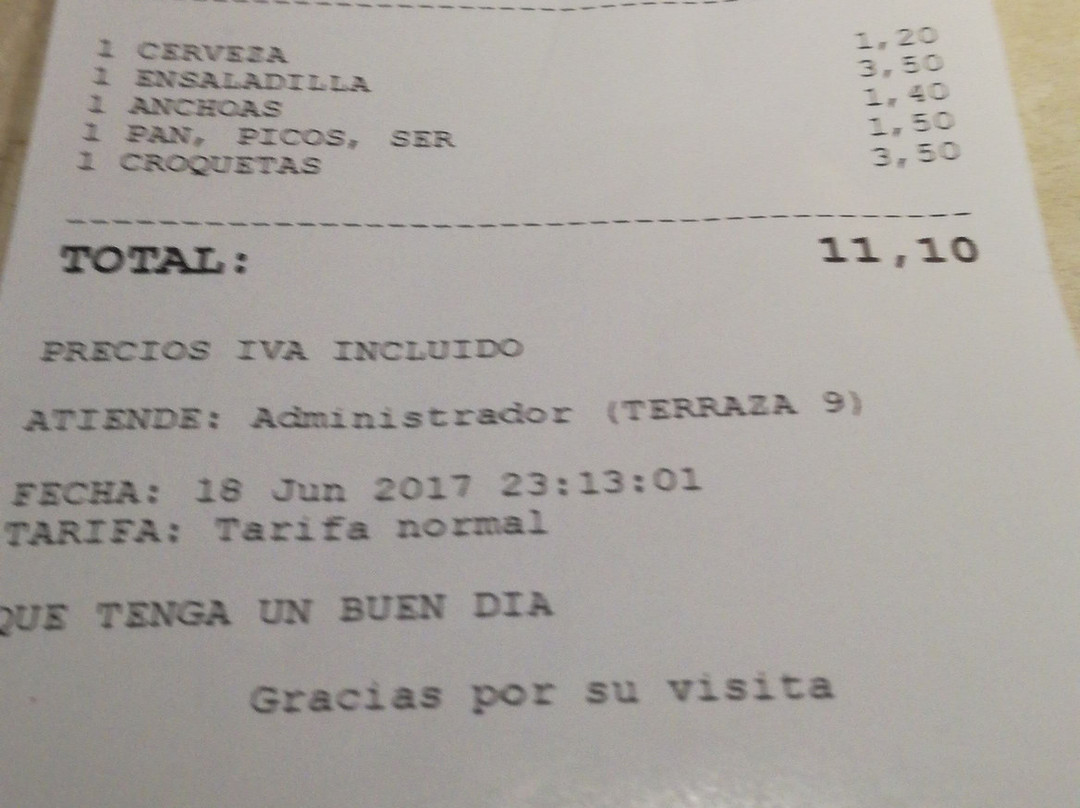 1 CERVEZA 1,20
1 ENSALADILLA 3,50
1 ANCHOAS 1,40
1 PAN, PICOS, SER 1,50
1 CROQUETAS 3,50
TOTAL: 11,10
PRECIOS IVA INCLUIDO
ATIENDE: Administrador (TERRAZA 9)
FECHA: 18 Jun 2017 23:13:01
TARIFA: Tarifa normal
QUE TENGA UN BUEN DIA
Gracias por su visita